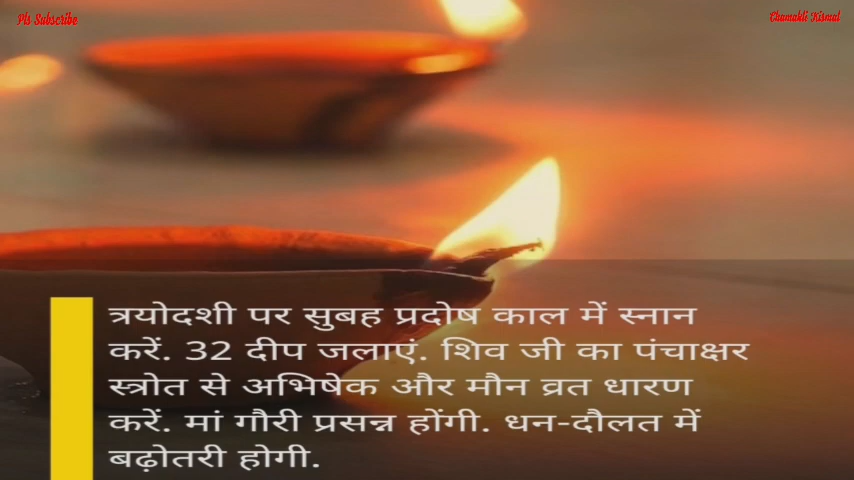 Pls Subscribe
Chamakli Kismat
त्रयोदशी पर सुबह प्रदोष काल में स्नान
करें. 32 दीप जलाएं. शिव जी का पंचाक्षर
स्त्रोत से अभिषेक और मौन व्रत धारण
करें. मां गौरी प्रसन्न होंगी. धन-दौलत में
बढ़ोतरी होगी.